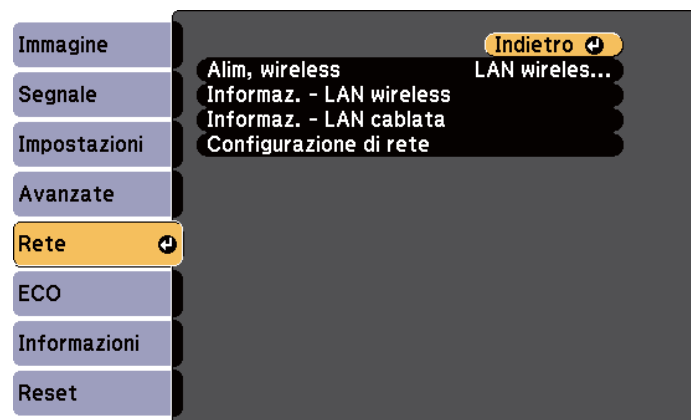 Immagine
Segnale
Impostazioni
Avanzate
Rete
ECO
Informazioni
Reset
Indietro
Alim, wireless LAN wireles...
Informaz. - LAN wireless
Informaz. - LAN cablata
Configurazione di rete